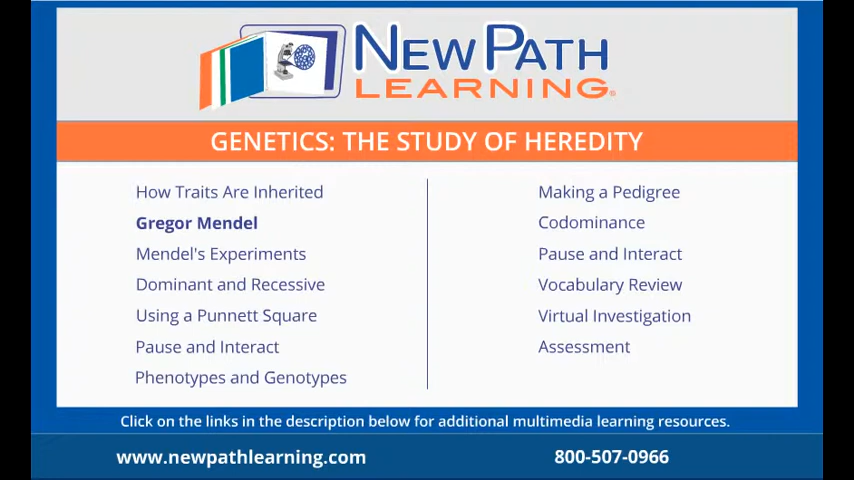 NEWPATH
LEARNING®
GENETICS: THE STUDY OF HEREDITY
How Traits Are Inherited
Gregor Mendel
Mendel's Experiments
Dominant and Recessive
Using a Punnett Square
Pause and Interact
Phenotypes and Genotypes
Making a Pedigree
Codominance
Pause and Interact
Vocabulary Review
Virtual Investigation
Assessment
Click on the links in the description below for additional multimedia learning resources.
www.newpathlearning.com
800-507-0966